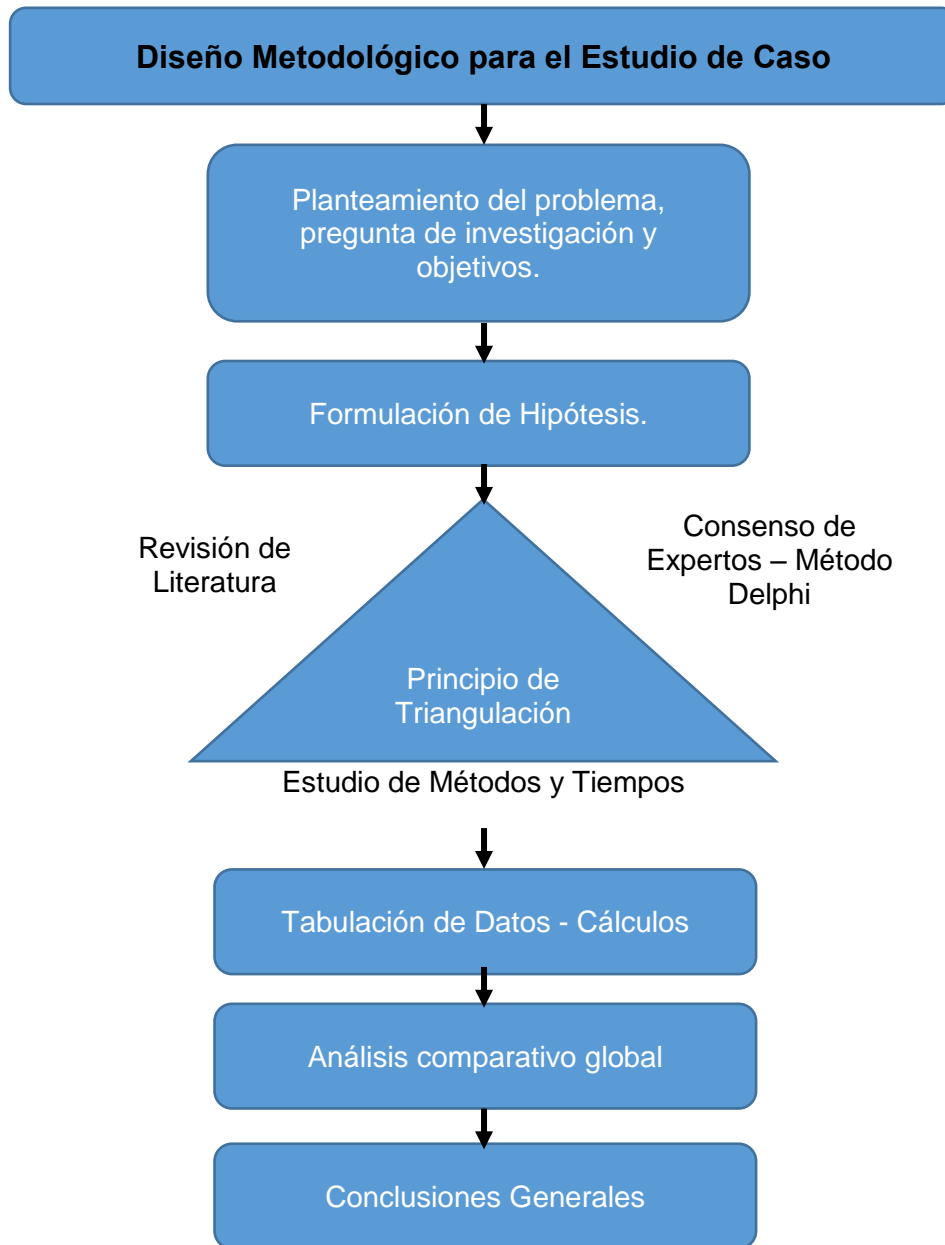 Diseño Metodológico para el Estudio de Caso
Planteamiento del problema,
pregunta de investigación y
objetivos.
Formulación de Hipótesis.
Revisión de
Literatura
Consenso de
Expertos – Método
Delphi
Principio de
Triangulación
Estudio de Métodos y Tiempos
Tabulación de Datos - Cálculos
Análisis comparativo global
Conclusiones Generales